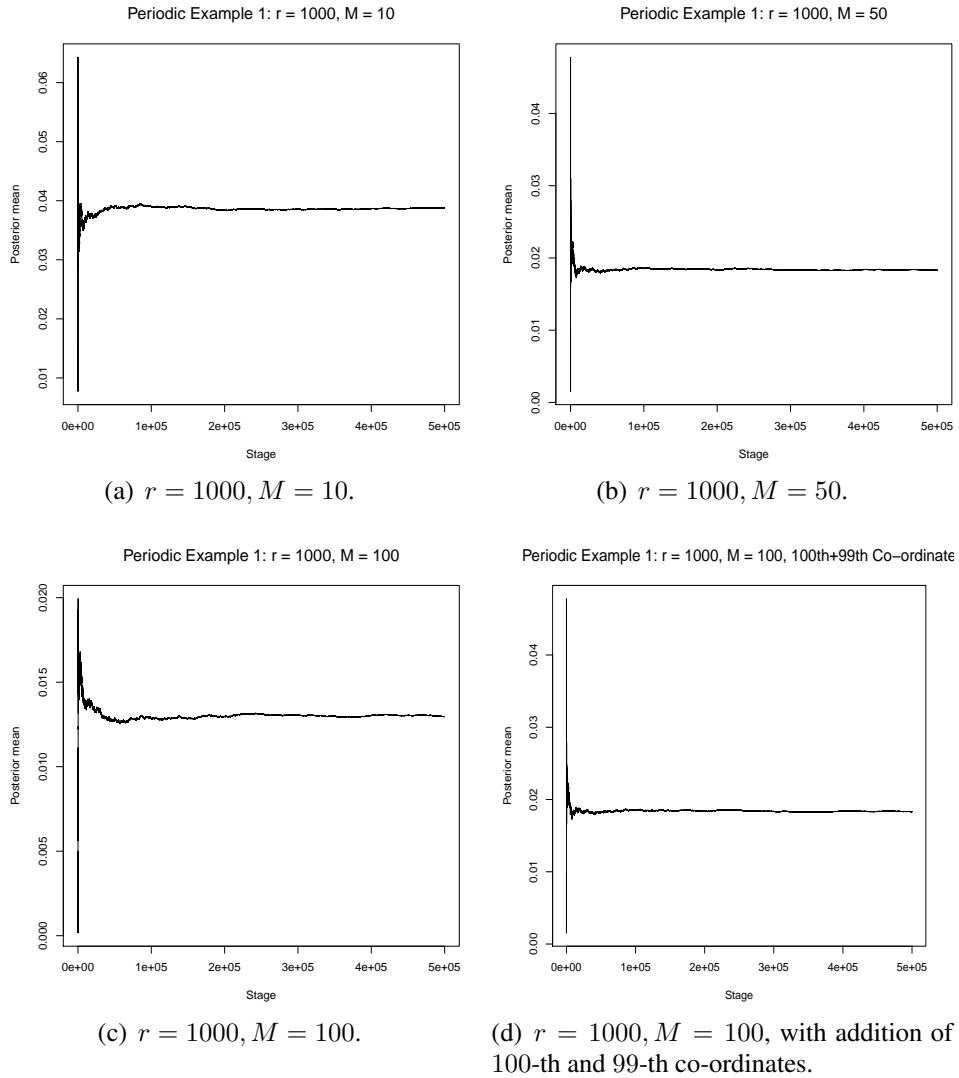 Periodic Example 1: r = 1000, M = 10
Posterior mean
0.01 0.02 0.03 0.04 0.05 0.06
0e+00 1e+05 2e+05 3e+05 4e+05 5e+05
Stage
(a) r = 1000, M = 10.
Periodic Example 1: r = 1000, M = 50
Posterior mean
0.00 0.01 0.02 0.03 0.04
0e+00 1e+05 2e+05 3e+05 4e+05 5e+05
Stage
(b) r = 1000, M = 50.
Periodic Example 1: r = 1000, M = 100
Posterior mean
0.000 0.005 0.010 0.015 0.020
0e+00 1e+05 2e+05 3e+05 4e+05 5e+05
Stage
(c) r = 1000, M = 100.
Periodic Example 1: r = 1000, M = 100, 100th+99th Co−ordinate
Posterior mean
0.00 0.01 0.02 0.03 0.04
0e+00 1e+05 2e+05 3e+05 4e+05 5e+05
Stage
(d) r = 1000, M = 100, with addition of
100-th and 99-th co-ordinates.